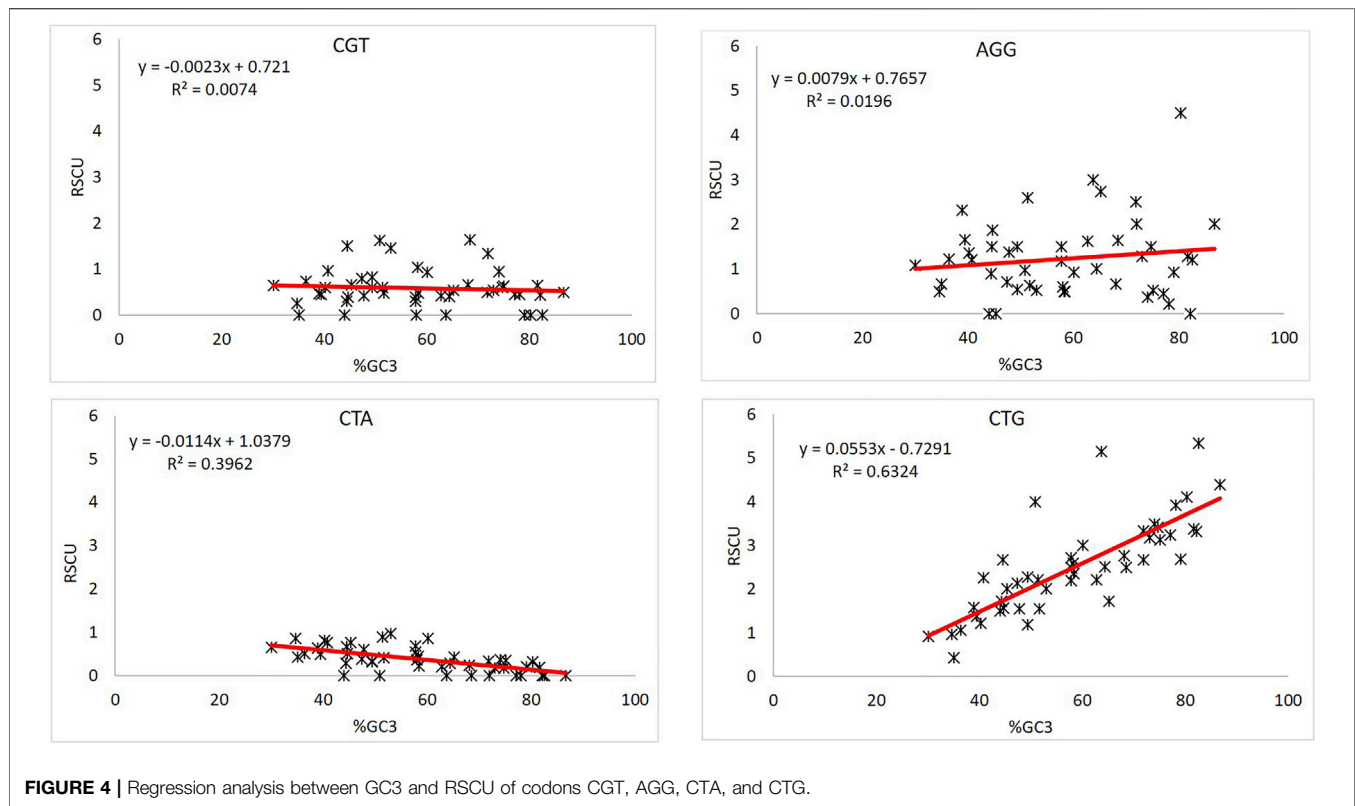 CGT
y = -0.0023x + 0.721
R² = 0.0074
6
5
4
3
2
1
0
RSCU
0 20 40 60 80 100
%GC3
AGG
y = 0.0079x + 0.7657
R² = 0.0196
6
5
4
3
2
1
0
RSCU
0 20 40 60 80 100
%GC3
CTA
y = -0.0114x + 1.0379
R² = 0.3962
6
5
4
3
2
1
0
RSCU
0 20 40 60 80 100
%GC3
CTG
y = 0.0553x - 0.7291
R² = 0.6324
6
5
4
3
2
1
0
RSCU
0 20 40 60 80 100
%GC3
FIGURE 4 | Regression analysis between GC3 and RSCU of codons CGT, AGG, CTA, and CTG.